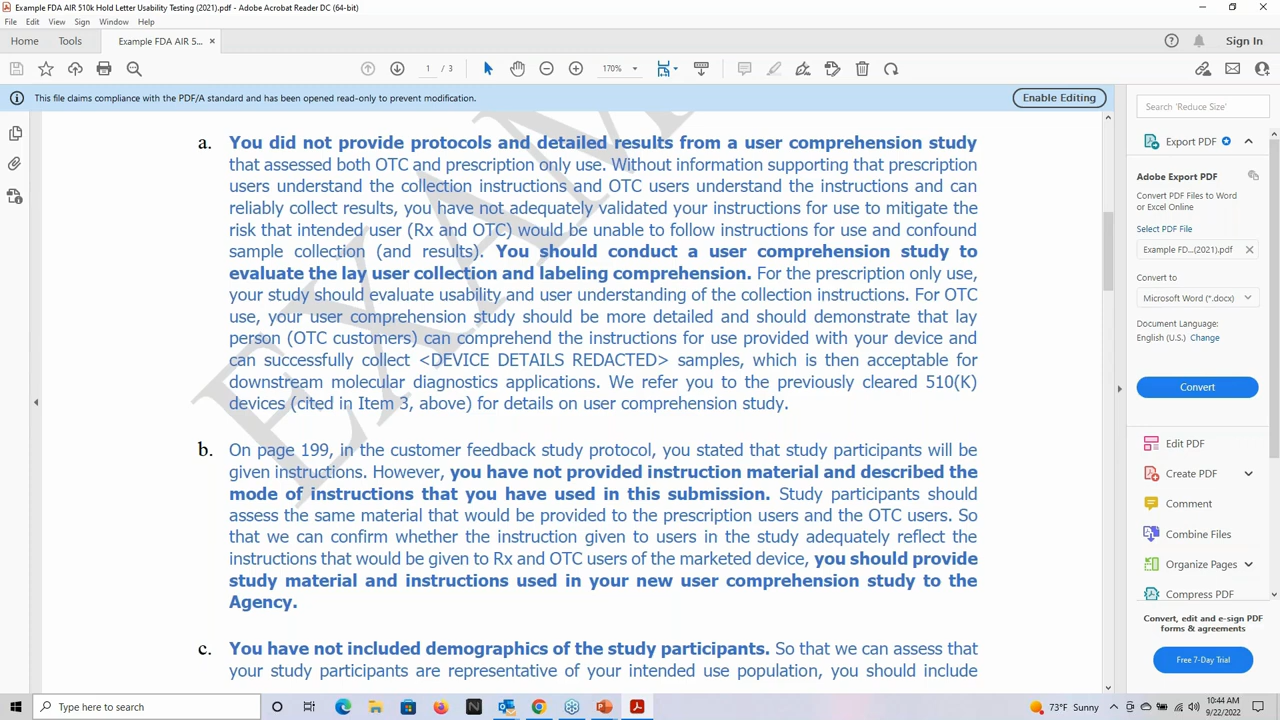 Example FDA AIR 510k Hold Letter Usability Testing (2021).pdf - Adobe Acrobat Reader DC (64-bit)
File Edit View Sign Window Help
Home Tools Example FDA AIR 5... × Sign In
1 / 3 170%
This file claims compliance with the PDF/A standard and has been opened read-only to prevent modification. Enable Editing
a. You did not provide protocols and detailed results from a user comprehension study
that assessed both OTC and prescription only use. Without information supporting that prescription
users understand the collection instructions and OTC users understand the instructions and can
reliably collect results, you have not adequately validated your instructions for use to mitigate the
risk that intended user (Rx and OTC) would be unable to follow instructions for use and confound
sample collection (and results). You should conduct a user comprehension study to
evaluate the lay user collection and labeling comprehension. For the prescription only use,
your study should evaluate usability and user understanding of the collection instructions. For OTC
use, your user comprehension study should be more detailed and should demonstrate that lay
person (OTC customers) can comprehend the instructions for use provided with your device and
can successfully collect <DEVICE DETAILS REDACTED> samples, which is then acceptable for
downstream molecular diagnostics applications. We refer you to the previously cleared 510(K)
devices (cited in Item 3, above) for details on user comprehension study.
b. On page 199, in the customer feedback study protocol, you stated that study participants will be
given instructions. However, you have not provided instruction material and described the
mode of instructions that you have used in this submission. Study participants should
assess the same material that would be provided to the prescription users and the OTC users. So
that we can confirm whether the instruction given to users in the study adequately reflect the
instructions that would be given to Rx and OTC users of the marketed device, you should provide
study material and instructions used in your new user comprehension study to the
Agency.
c. You have not included demographics of the study participants. So that we can assess that
your study participants are representative of your intended use population, you should include
EXAM
Search 'Reduce Size'
Export PDF
Adobe Export PDF
Convert PDF Files to Word
or Excel Online
Select PDF File
Example FD...(2021).pdf ×
Convert to
Microsoft Word (*.docx)
Document Language:
English (U.S.) Change
Convert
Edit PDF
Create PDF
Comment
Combine Files
Organize Pages
Compress PDF
Convert, edit and e-sign PDF
forms & agreements
Free 7-Day Trial
Type here to search
73°F Sunny
10:44 AM
9/22/2022